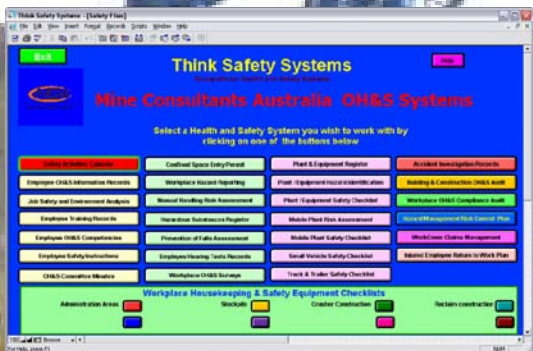 Think Safety Systems - [Safety Files]
File Edit View Insert Format Records Scripts Window Help
Exit
Think Safety Systems
Help
Mine Consultants Australia OH&S Systems
Select a Health and Safety System you wish to work with by
clicking on one of the buttons below
Safety Activities Calendar
Confined Space Entry Permit
Plant & Equipment Register
Accident Investigation Records
Employee OH&S Information Records
Workplace Hazard Reporting
Plant / Equipment Hazard Identification
Building & Construction OH&S Audit
Job Safety and Environment Analysis
Manual Handling Risk Assessment
Plant / Equipment Safety Checklist
Workplace OH&S Compliance Audit
Employee Training Records
Hazardous Substances Register
Mobile Plant Risk Assessment
Hazard Management Risk Control Plan
Employee OH&S Competencies
Prevention of Falls Assessment
Mobile Plant Safety Checklist
WorkCover Claims Management
Employee Safety Instructions
Employee Hearing Tests Records
Small Vehicle Safety Checklist
Injured Employee Return to Work Plan
OH&S Committee Minutes
Workplace OH&S Surveys
Truck & Trailer Safety Checklist
Workplace Housekeeping & Safety Equipment Checklists
Administration Areas
Stockpile
Crusher Construction
Reclaim construction
100
Browse
For Help, press F1
NUM